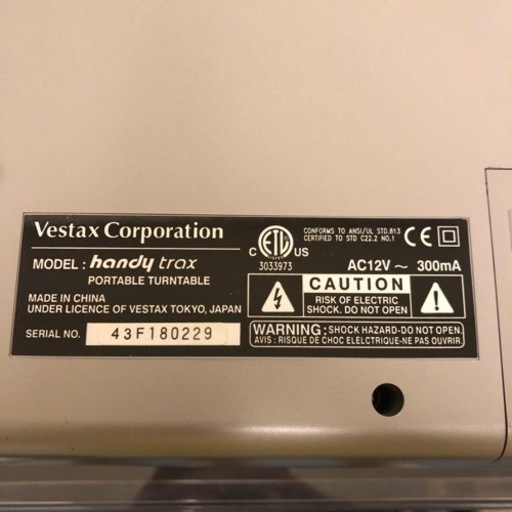 Vestax Corporation
MODEL : handy trax
PORTABLE TURNTABLE
MADE IN CHINA
UNDER LICENCE OF VESTAX TOKYO, JAPAN
SERIAL NO. 43F180229
C ETL US
3033973
CONFORMS TO ANSI/UL STD.813
CERTIFIED TO STD C22.2 NO.1
CE
AC12V ~ 300mA
CAUTION
RISK OF ELECTRIC
SHOCK. DO NOT OPEN
WARNING: SHOCK HAZARD-DO NOT OPEN.
AVIS : RISQUE DE CHOC ELELCTRIQUE-NE PAS OUVRIR